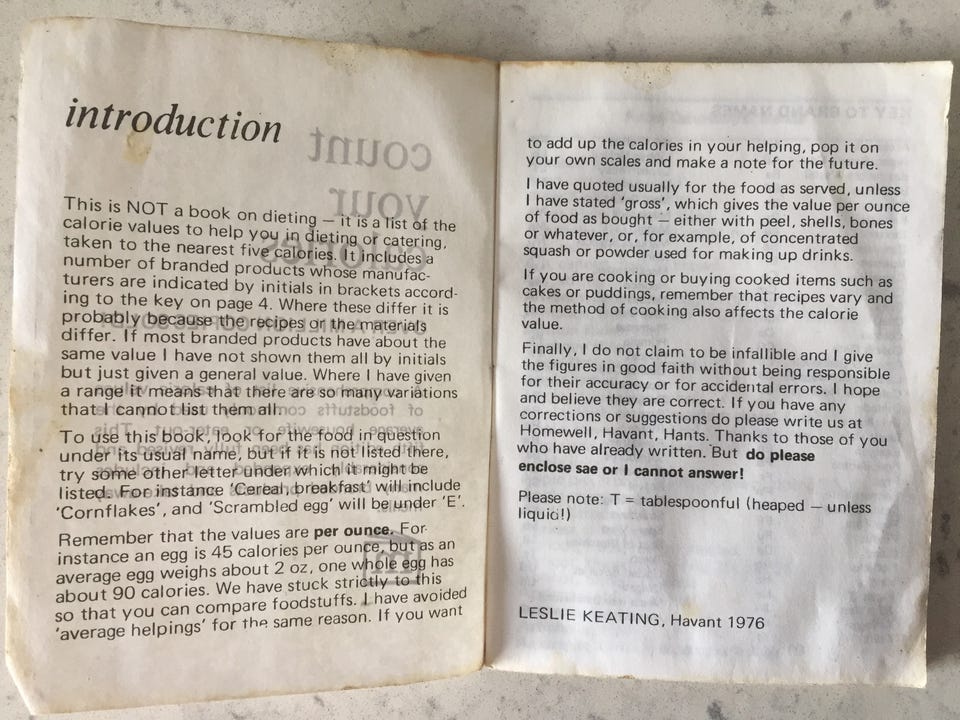 introduction
This is NOT a book on dieting – it is a list of the
calorie values to help you in dieting or catering,
taken to the nearest five calories. It includes a
number of branded products whose manufac-
turers are indicated by initials in brackets accord-
ing to the key on page 4. Where these differ it is
probably because the recipes or the materials
differ. If most branded products have about the
same value I have not shown them all by initials
but just given a general value. Where I have given
a range it means that there are so many variations
that I cannot list them all.
To use this book, look for the food in question
under its usual name, but if it is not listed there,
try some other letter under which it might be
listed. For instance 'Cereal, breakfast' will include
'Cornflakes', and 'Scrambled egg' will be under 'E'.
Remember that the values are per ounce. For
instance an egg is 45 calories per ounce, but as an
average egg weighs about 2 oz, one whole egg has
about 90 calories. We have stuck strictly to this
so that you can compare foodstuffs. I have avoided
'average helpings' for the same reason. If you want
to add up the calories in your helping, pop it on
your own scales and make a note for the future.
I have quoted usually for the food as served, unless
I have stated 'gross', which gives the value per ounce
of food as bought – either with peel, shells, bones
or whatever, or, for example, of concentrated
squash or powder used for making up drinks.
If you are cooking or buying cooked items such as
cakes or puddings, remember that recipes vary and
the method of cooking also affects the calorie
value.
Finally, I do not claim to be infallible and I give
the figures in good faith without being responsible
for their accuracy or for accidental errors. I hope
and believe they are correct. If you have any
corrections or suggestions do please write us at
Homewell, Havant, Hants. Thanks to those of you
who have already written. But do please
enclose sae or I cannot answer!
Please note: T = tablespoonful (heaped – unless
liquid!)
LESLIE KEATING, Havant 1976